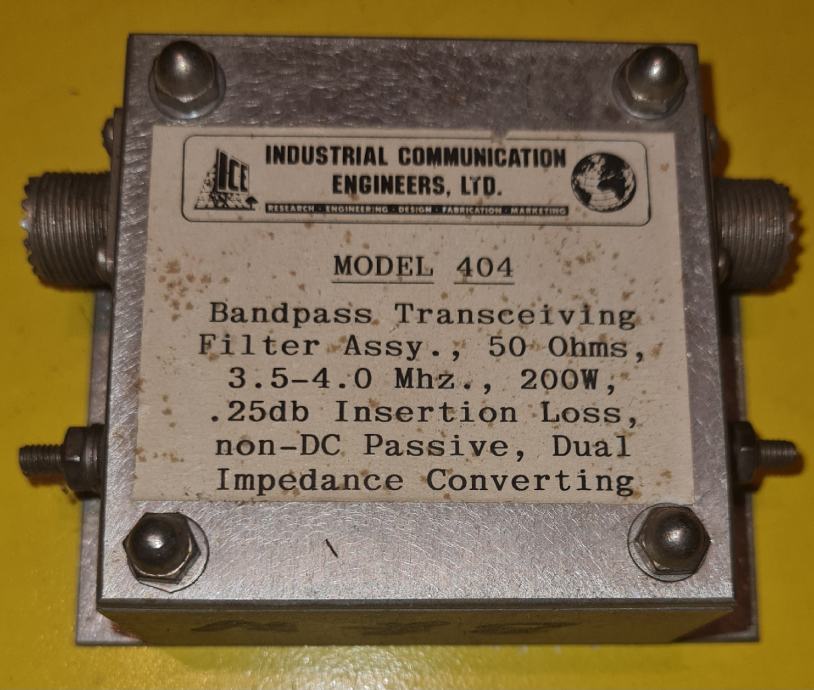 ICE
INDUSTRIAL COMMUNICATION
ENGINEERS, LTD.
RESEARCH · ENGINEERING · DESIGN · FABRICATION · MARKETING
MODEL 404
Bandpass Transceiving
Filter Assy., 50 Ohms,
3.5-4.0 Mhz., 200W,
.25db Insertion Loss,
non-DC Passive, Dual
Impedance Converting